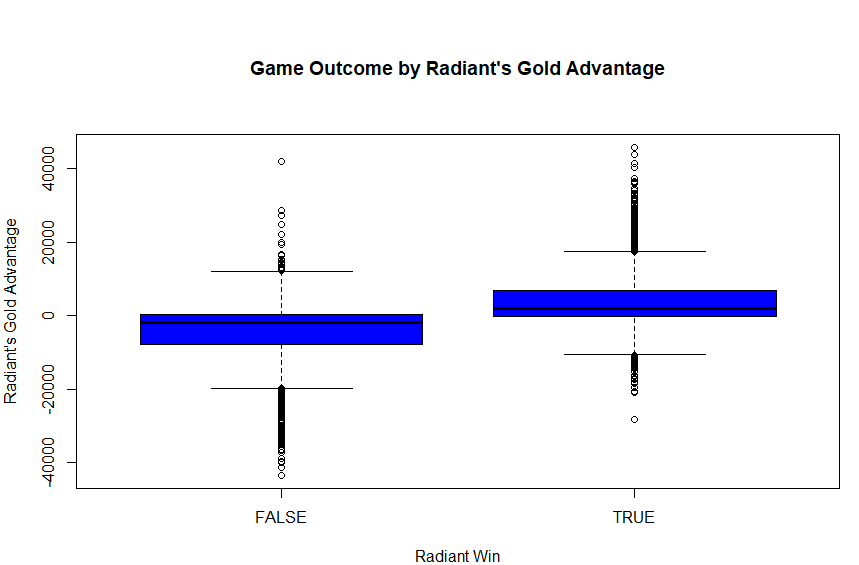 Game Outcome by Radiant's Gold Advantage
Radiant's Gold Advantage
40000
20000
0
-20000
-40000
FALSE
TRUE
Radiant Win